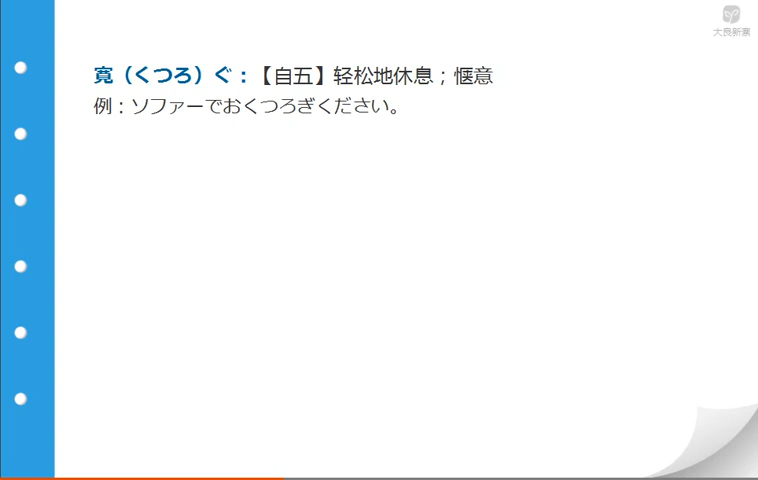 大良新寨
寛（くつろ）ぐ：【自五】轻松地休息；惬意
例：ソファーでおくつろぎください。